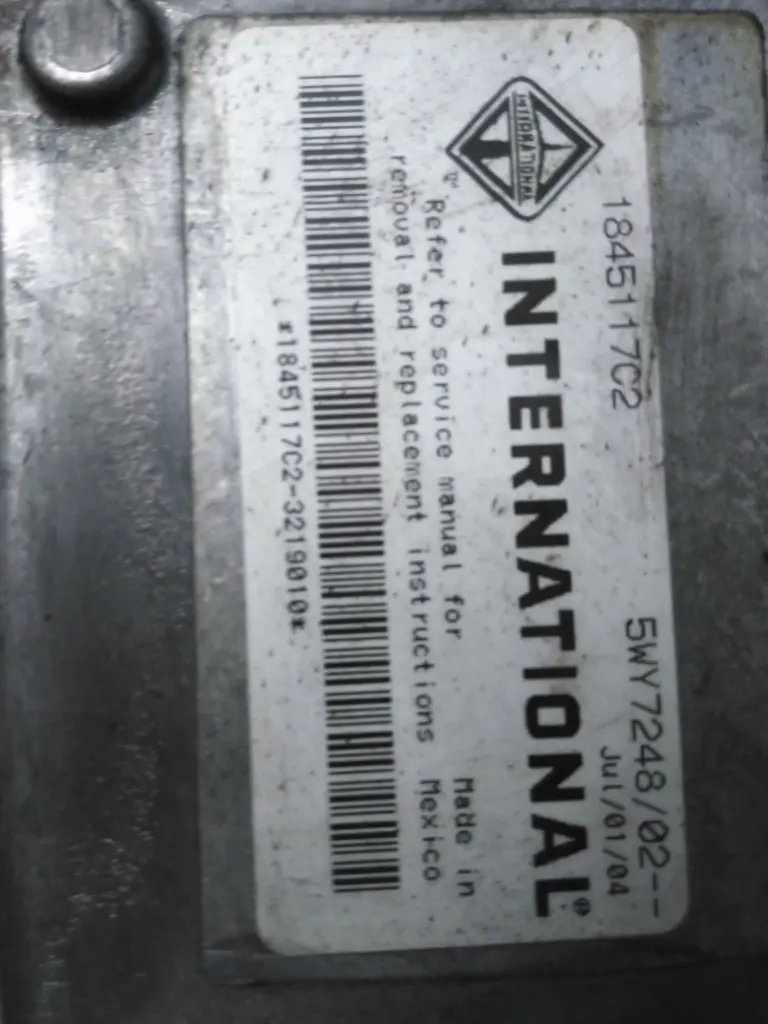 1845117C2 5WY7248/02--
Jul/01/04
INTERNATIONAL
INTERNATIONAL®
Refer to service manual for Made in
removal and replacement instructions Mexico
*1845117C2-3219010*